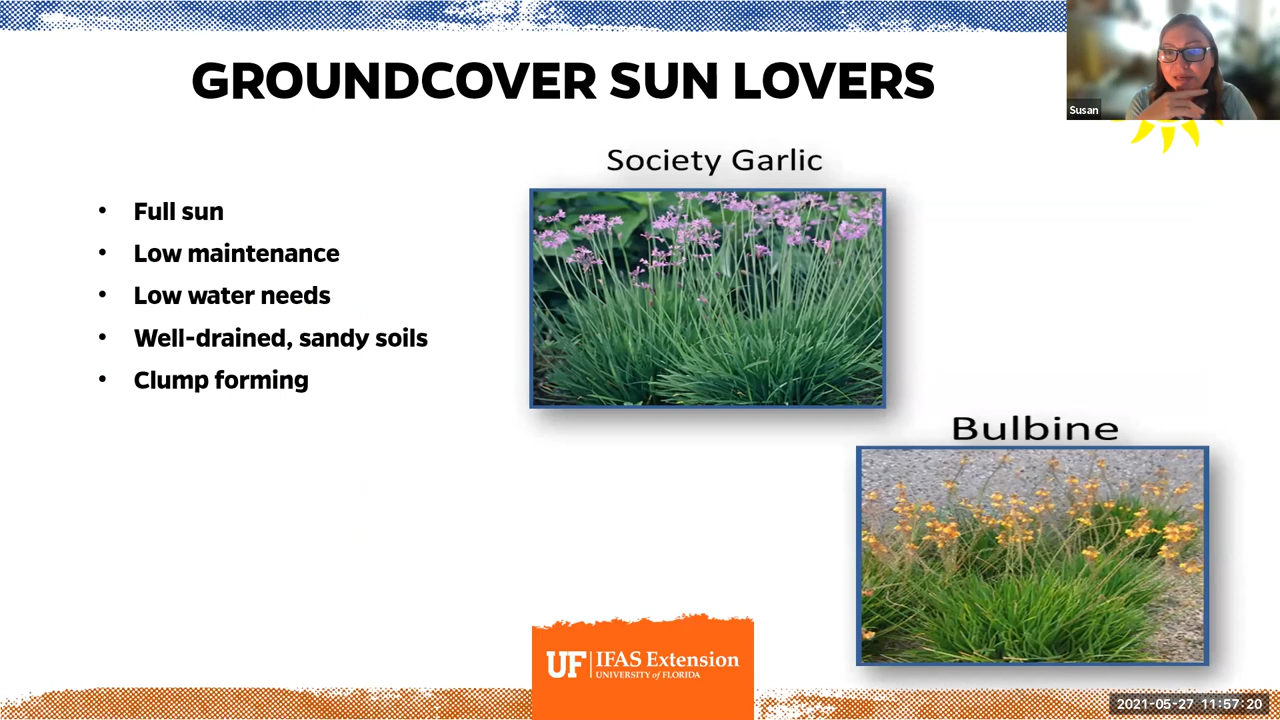 GROUNDCOVER SUN LOVERS
Susan
Society Garlic
• Full sun
• Low maintenance
• Low water needs
• Well-drained, sandy soils
• Clump forming
Bulbine
UF IFAS Extension
UNIVERSITY of FLORIDA
2021-05-27 11:57:20